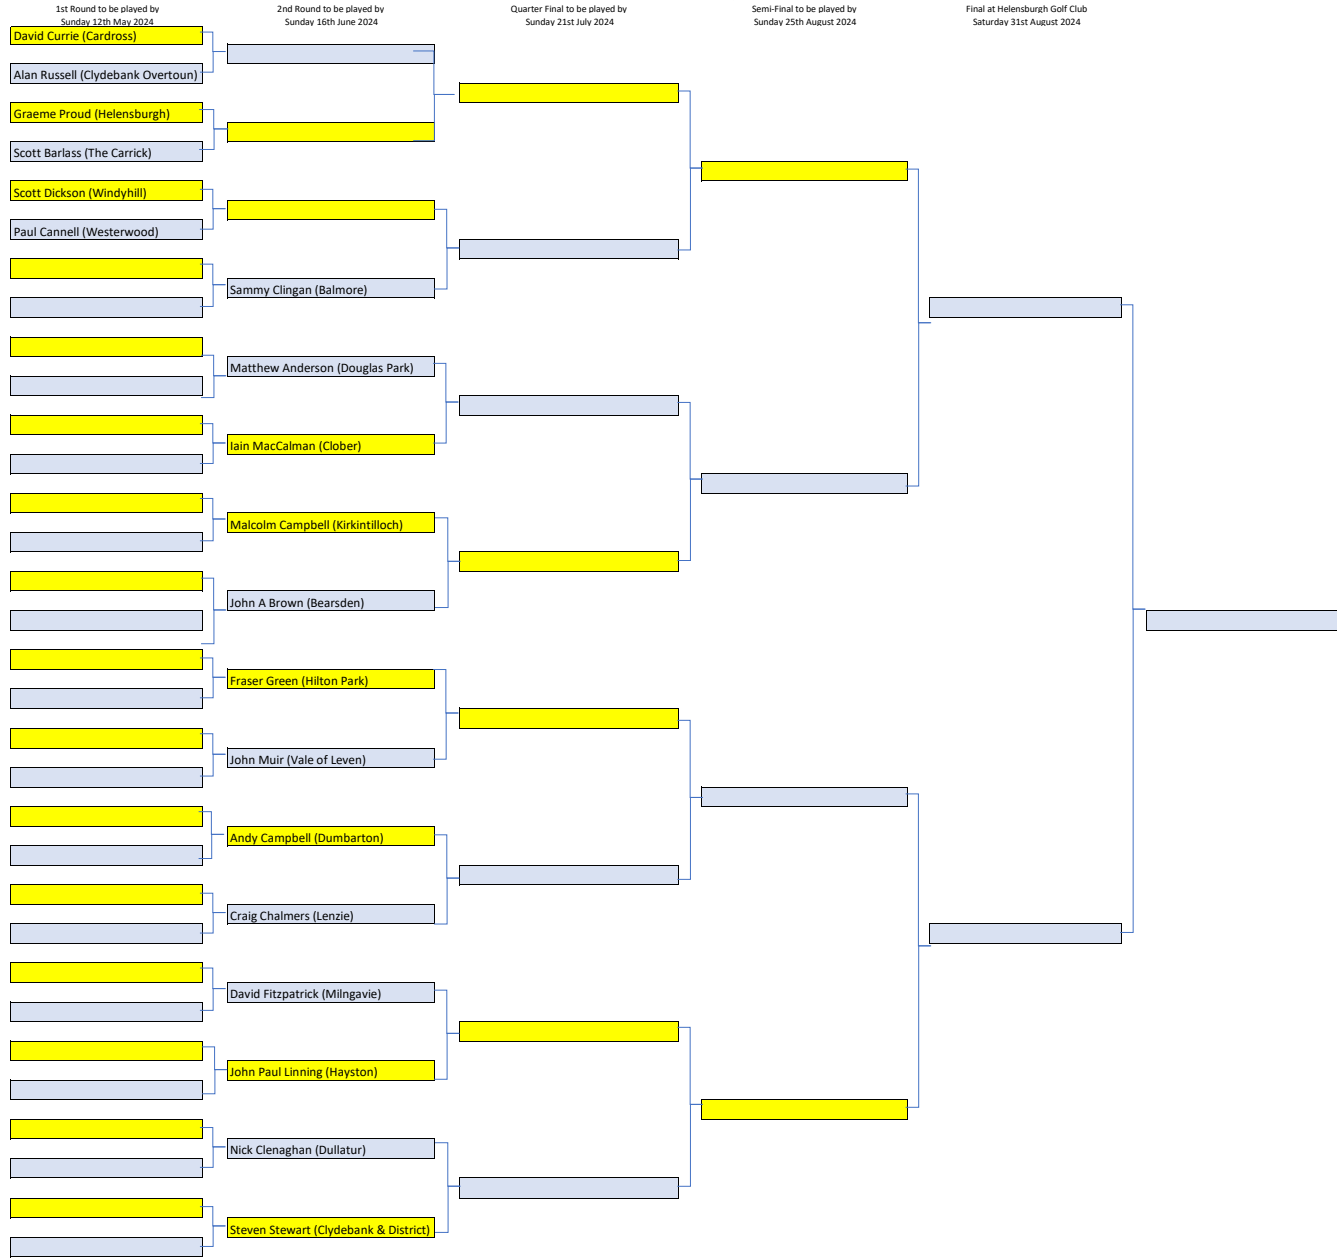 1st Round to be played by
Sunday 12th May 2024
2nd Round to be played by
Sunday 16th June 2024
Quarter Final to be played by
Sunday 21st July 2024
Semi-Final to be played by
Sunday 25th August 2024
Final at Helensburgh Golf Club
Saturday 31st August 2024
David Currie (Cardross)
Alan Russell (Clydebank Overtoun)
Graeme Proud (Helensburgh)
Scott Barlass (The Carrick)
Scott Dickson (Windyhill)
Paul Cannell (Westerwood)
Sammy Clingan (Balmore)
Matthew Anderson (Douglas Park)
Iain MacCalman (Clober)
Malcolm Campbell (Kirkintilloch)
John A Brown (Bearsden)
Fraser Green (Hilton Park)
John Muir (Vale of Leven)
Andy Campbell (Dumbarton)
Craig Chalmers (Lenzie)
David Fitzpatrick (Milngavie)
John Paul Linning (Hayston)
Nick Clenaghan (Dullatur)
Steven Stewart (Clydebank & District)